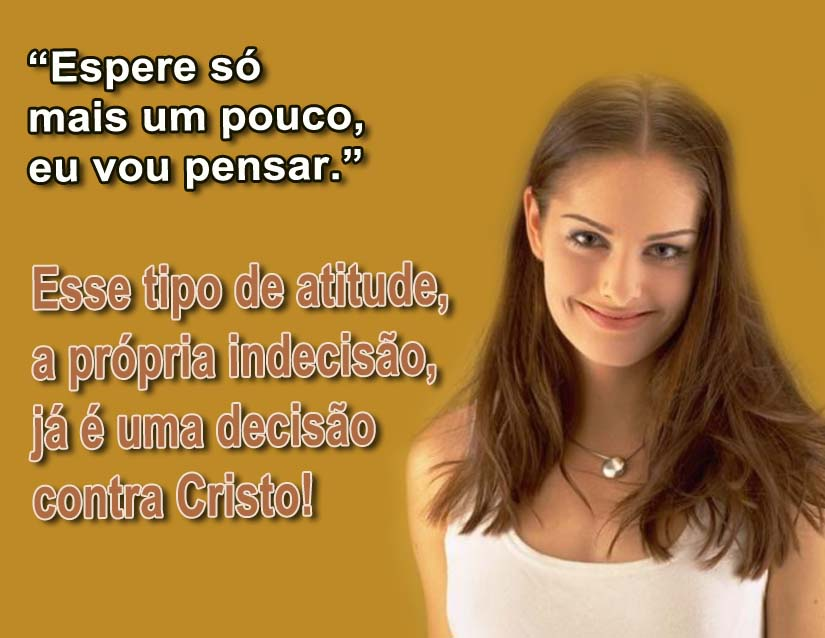 “Espere só
mais um pouco,
eu vou pensar.”
Esse tipo de atitude,
a própria indecisão,
já é uma decisão
contra Cristo!